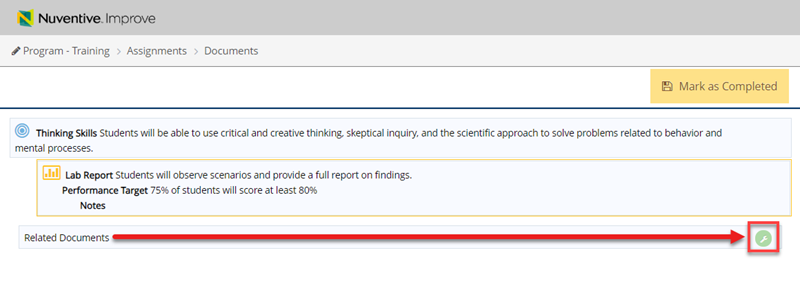 Nuventive. Improve
Program - Training > Assignments > Documents
Mark as Completed
Thinking Skills Students will be able to use critical and creative thinking, skeptical inquiry, and the scientific approach to solve problems related to behavior and
mental processes.
Lab Report Students will observe scenarios and provide a full report on findings.
Performance Target 75% of students will score at least 80%
Notes
Related Documents